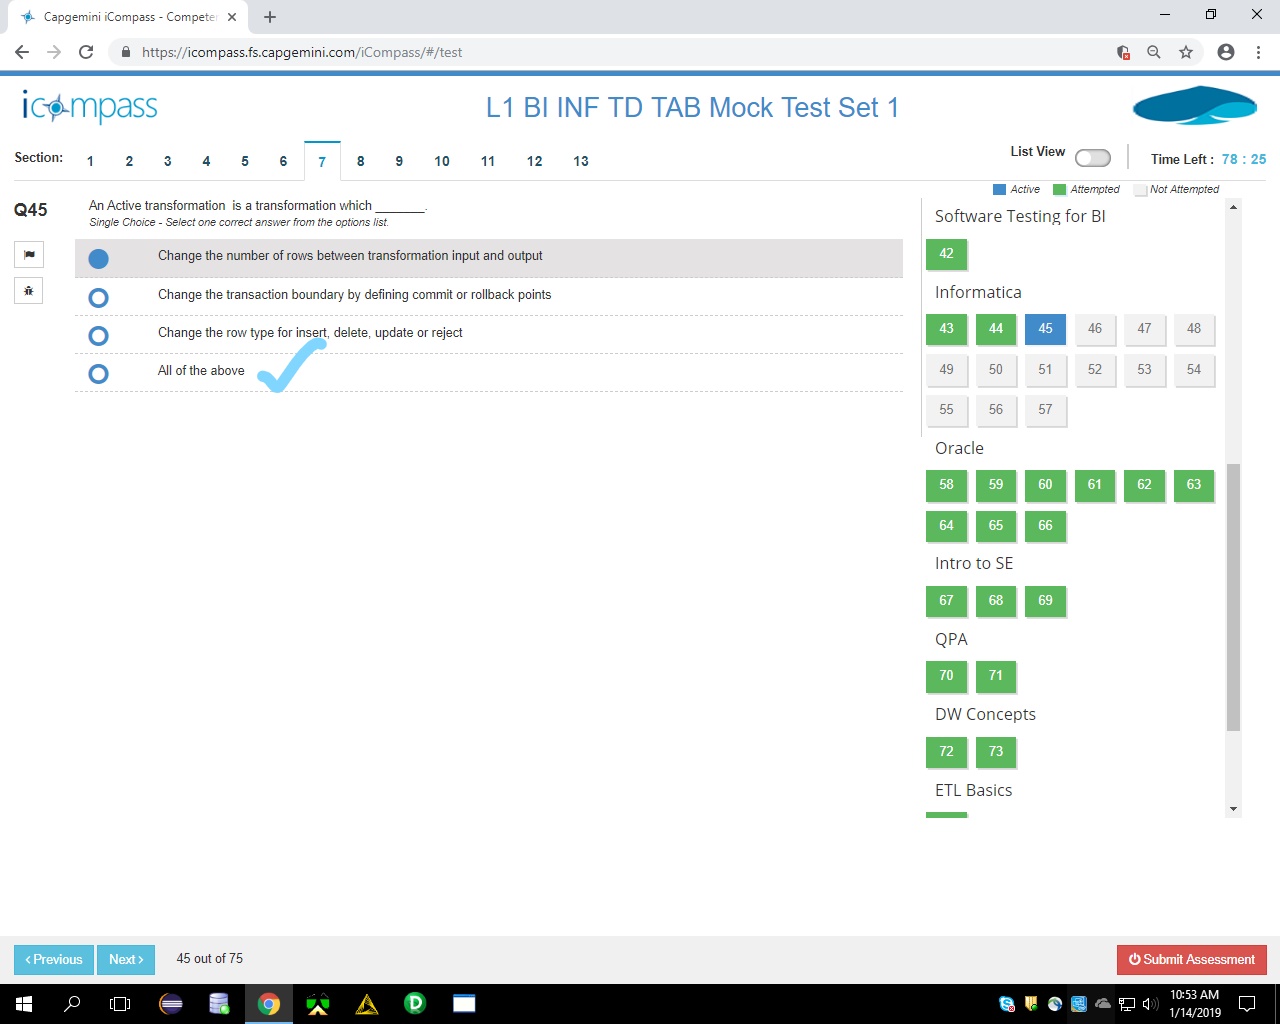 Capgemini iCompass - Compete
https://icompass.fs.capgemini.com/iCompass/#/test
icompass
L1 BI INF TD TAB Mock Test Set 1
Section: 1 2 3 4 5 6 7 8 9 10 11 12 13
List View
Time Left : 78 : 25
Active Attempted Not Attempted
Q45
An Active transformation is a transformation which _______.
Single Choice - Select one correct answer from the options list.
Change the number of rows between transformation input and output
Change the transaction boundary by defining commit or rollback points
Change the row type for insert, delete, update or reject
All of the above
Software Testing for BI
42
Informatica
43 44 45 46 47 48
49 50 51 52 53 54
55 56 57
Oracle
58 59 60 61 62 63
64 65 66
Intro to SE
67 68 69
QPA
70 71
DW Concepts
72 73
ETL Basics
‹ Previous
Next ›
45 out of 75
Submit Assessment
10:53 AM
1/14/2019